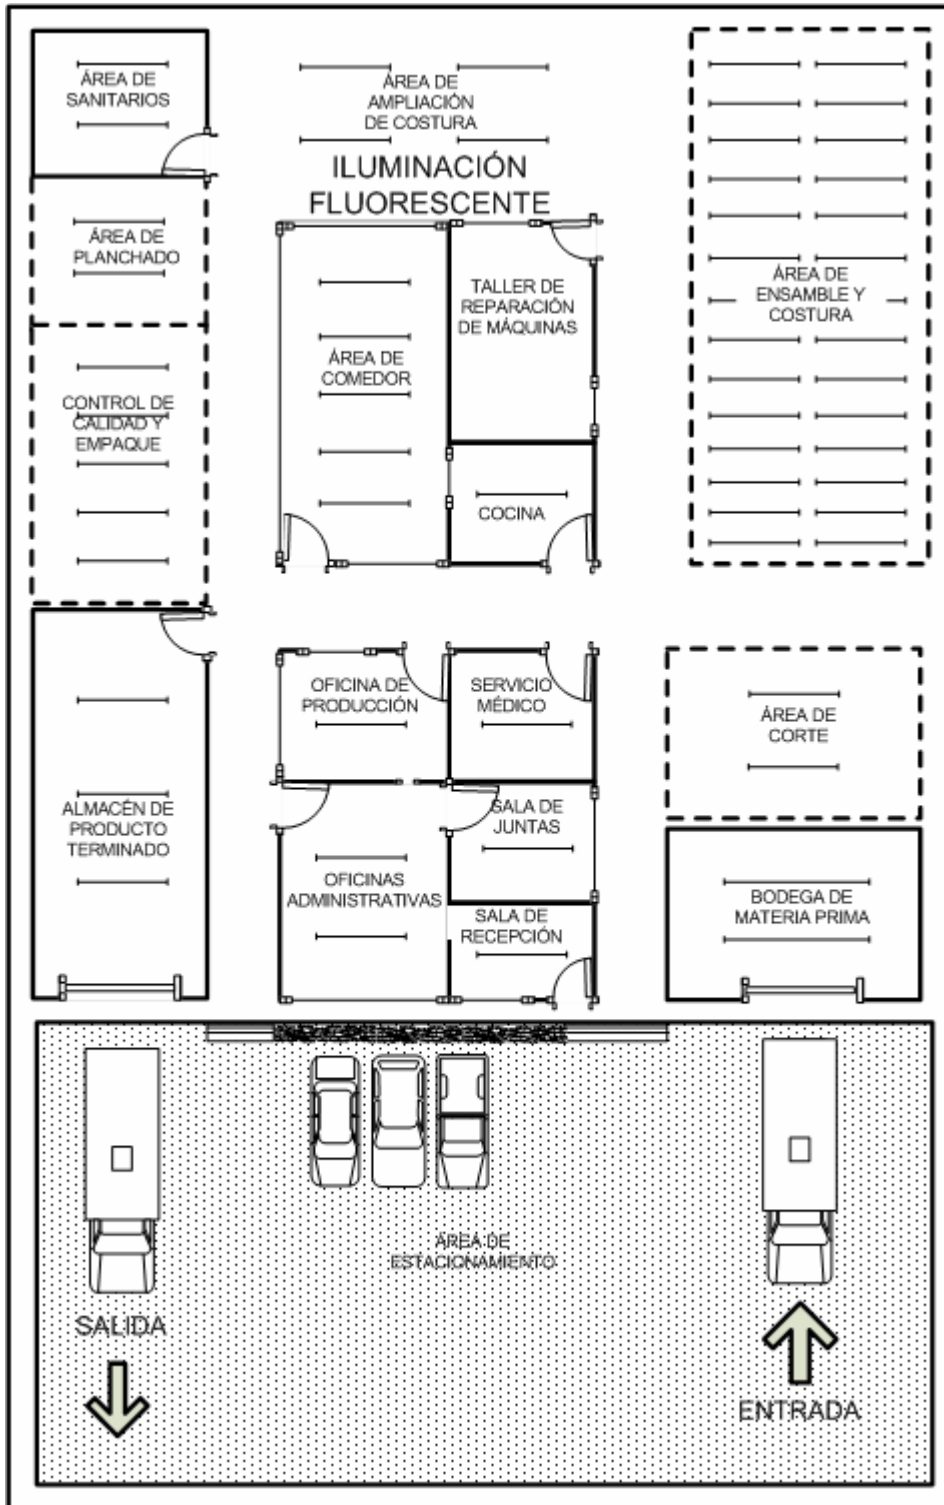 ÁREA DE
SANITARIOS
ÁREA DE
AMPLIACIÓN
DE COSTURA
ILUMINACIÓN
FLUORESCENTE
ÁREA DE
PLANCHADO
TALLER DE
REPARACIÓN
DE MÁQUINAS
ÁREA DE
ENSAMBLE Y
COSTURA
ÁREA DE
COMEDOR
CONTROL DE
CALIDAD Y
EMPAQUE
COCINA
OFICINA DE
PRODUCCIÓN
SERVICIO
MÉDICO
ÁREA DE
CORTE
ALMACÉN DE
PRODUCTO
TERMINADO
SALA DE
JUNTAS
OFICINAS
ADMINISTRATIVAS
SALA DE
RECEPCIÓN
BODEGA DE
MATERIA PRIMA
ÁREA DE
ESTACIONAMIENTO
SALIDA
ENTRADA